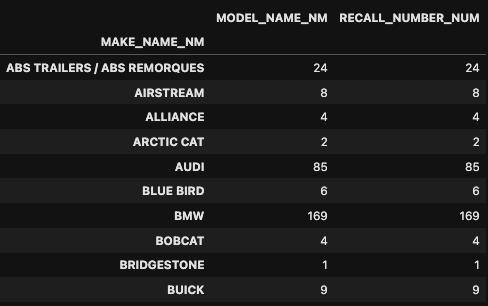 MODEL_NAME_NM RECALL_NUMBER_NUM
MAKE_NAME_NM
ABS TRAILERS / ABS REMORQUES 24 24
AIRSTREAM 8 8
ALLIANCE 4 4
ARCTIC CAT 2 2
AUDI 85 85
BLUE BIRD 6 6
BMW 169 169
BOBCAT 4 4
BRIDGESTONE 1 1
BUICK 9 9